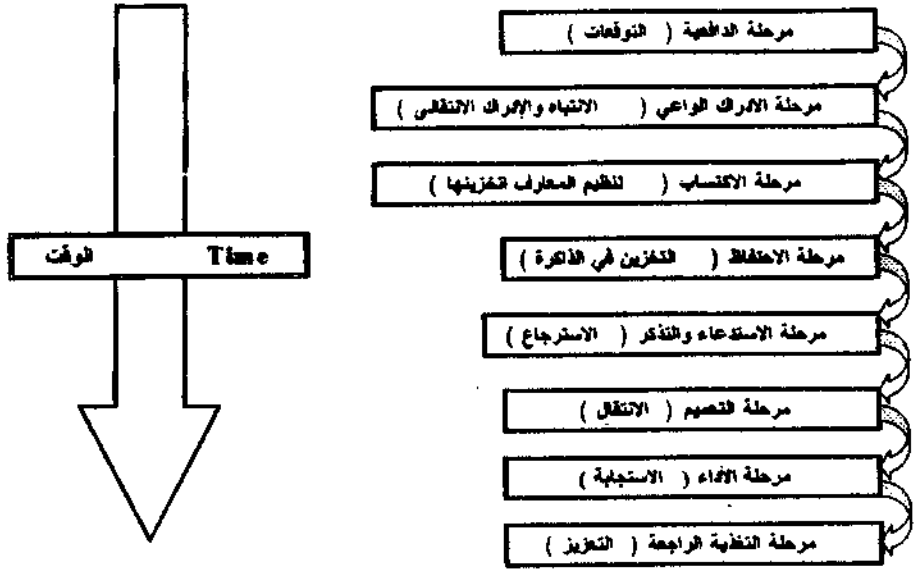 مرحلة الدافعية ( التوقعات )
مرحلة الادراك الواعي ( الانتباه والإدراك الانتقائي )
مرحلة الاكتساب ( لنظيم المعارف لتخزينها )
الوقت Time
مرحلة الاحتفاظ ( التخزين في الذاكرة )
مرحلة الاستدعاء والتذكر ( الاسترجاع )
مرحلة التعميم ( الانتقال )
مرحلة الأداء ( الاستجابة )
مرحلة التغذية الراجعة ( التعزيز )